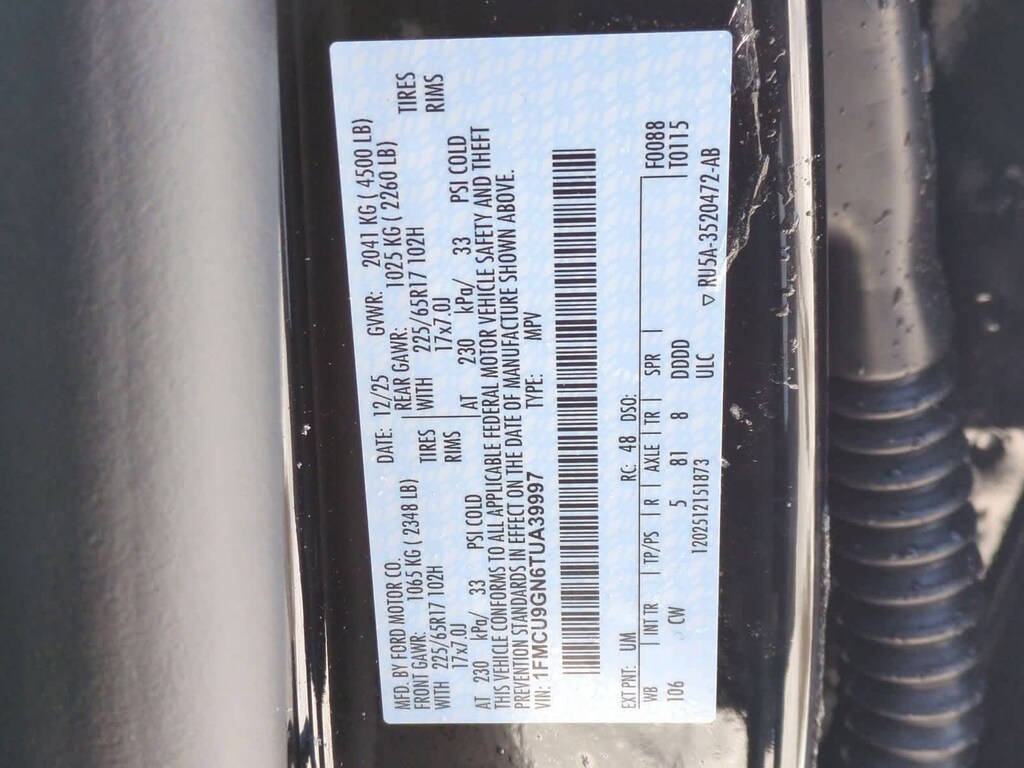 MFD. BY FORD MOTOR CO. DATE: 12/25 GVWR: 2041 KG ( 4500 LB)
FRONT GAWR: 1065 KG ( 2348 LB) REAR GAWR: 1025 KG ( 2260 LB)
WITH 225/65R17 102H TIRES WITH 225/65R17 102H TIRES
17x7.0J RIMS 17x7.0J RIMS
AT 230 kPa/ 33 PSI COLD AT 230 kPa/ 33 PSI COLD
THIS VEHICLE CONFORMS TO ALL APPLICABLE FEDERAL MOTOR VEHICLE SAFETY AND THEFT
PREVENTION STANDARDS IN EFFECT ON THE DATE OF MANUFACTURE SHOWN ABOVE.
VIN: 1FMCU9GN6TUA39997 TYPE: MPV
EXT PNT: UM RC: 48 DSO: F0088
WB INT TR TP/PS R AXLE TR SPR T0115
106 CW 5 81 8 DDDD
1202512151873 ULC
▽ RU5A-3520472-AB